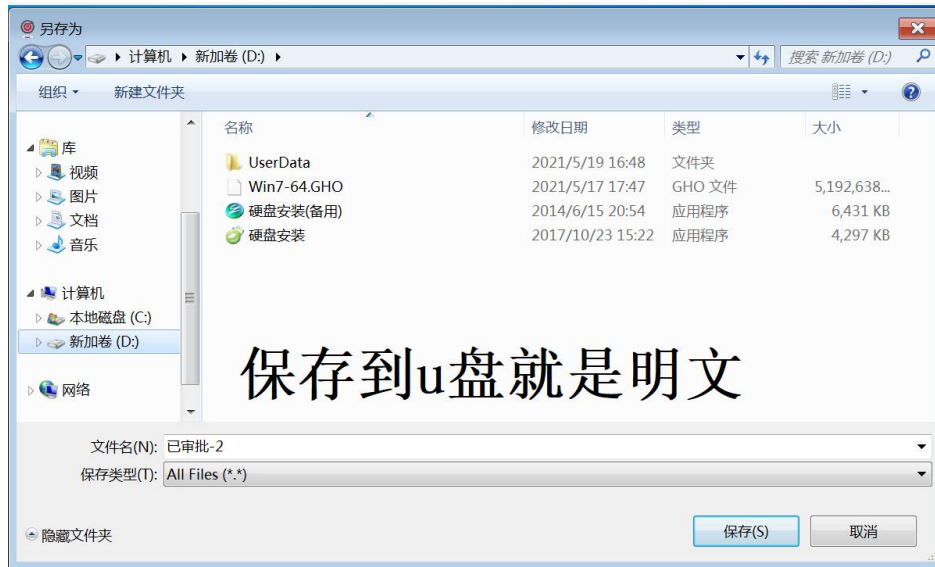 另存为
计算机 新加卷 (D:)
搜索 新加卷 (D:)
组织 新建文件夹
名称 修改日期 类型 大小
库
视频
图片
文档
音乐
计算机
本地磁盘 (C:)
新加卷 (D:)
网络
UserData 2021/5/19 16:48 文件夹
Win7-64.GHO 2021/5/17 17:47 GHO 文件 5,192,638...
硬盘安装(备用) 2014/6/15 20:54 应用程序 6,431 KB
硬盘安装 2017/10/23 15:22 应用程序 4,297 KB
保存到u盘就是明文
文件名(N): 已审批-2
保存类型(T): All Files (*.*)
隐藏文件夹 保存(S) 取消